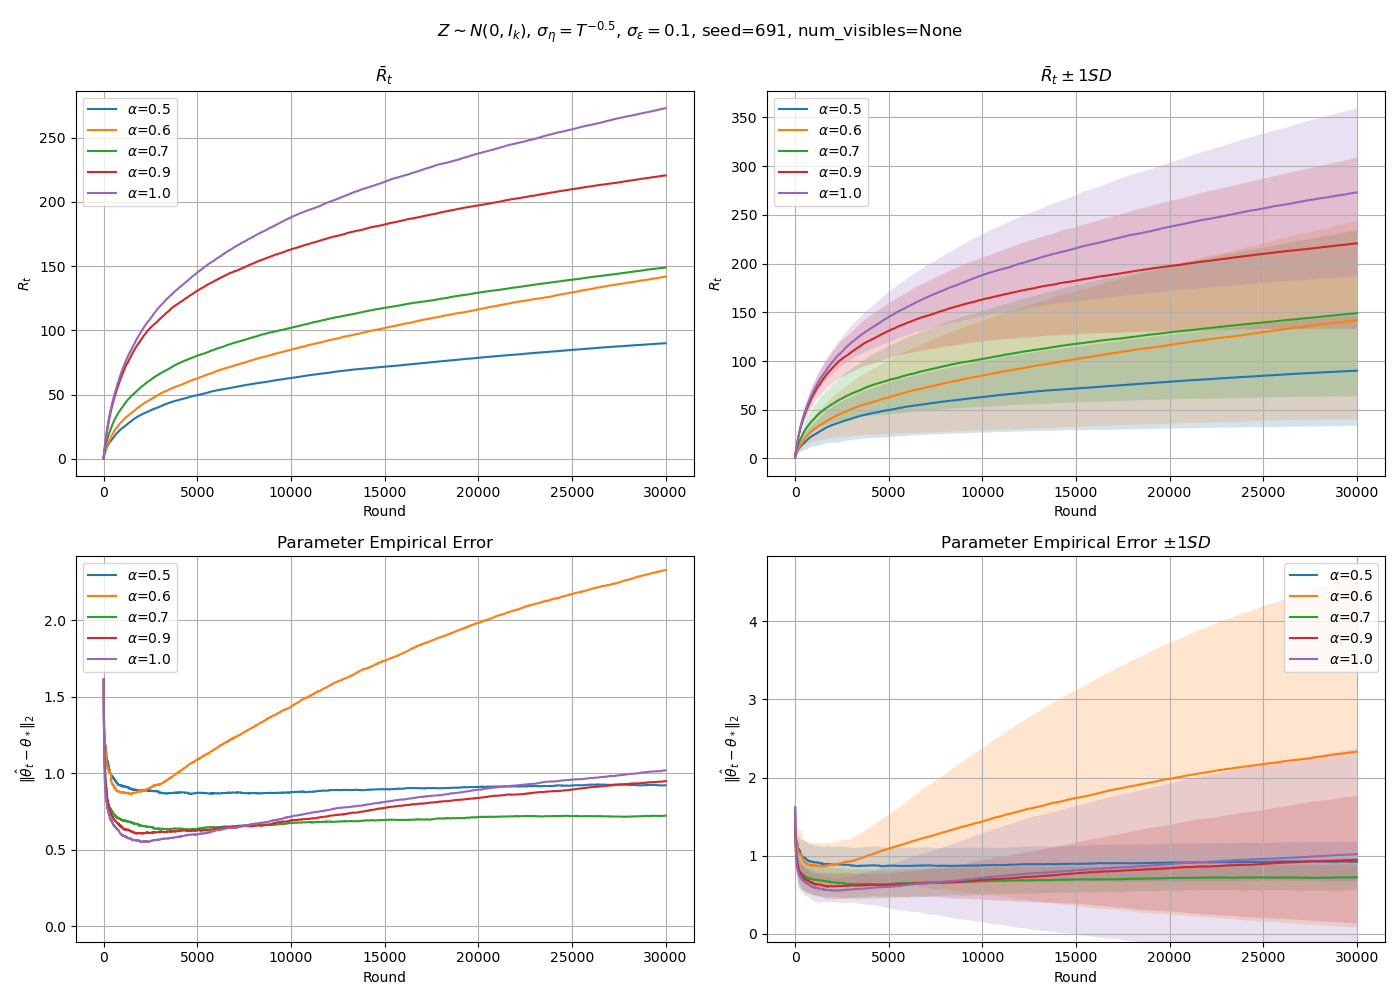 Z ~ N(0, I_k), σ_η = T^{-0.5}, σ_ε = 0.1, seed=691, num_visibles=None
R̄_t
α=0.5
α=0.6
α=0.7
α=0.9
α=1.0
R_t
250
200
150
100
50
0
0 5000 10000 15000 20000 25000 30000
Round
R̄_t ± 1SD
α=0.5
α=0.6
α=0.7
α=0.9
α=1.0
R_t
350
300
250
200
150
100
50
0
0 5000 10000 15000 20000 25000 30000
Round
Parameter Empirical Error
α=0.5
α=0.6
α=0.7
α=0.9
α=1.0
‖θ̂_t − θ_*‖_2
2.0
1.5
1.0
0.5
0.0
0 5000 10000 15000 20000 25000 30000
Round
Parameter Empirical Error ±1SD
α=0.5
α=0.6
α=0.7
α=0.9
α=1.0
‖θ̂_t − θ_*‖_2
4
3
2
1
0
0 5000 10000 15000 20000 25000 30000
Round